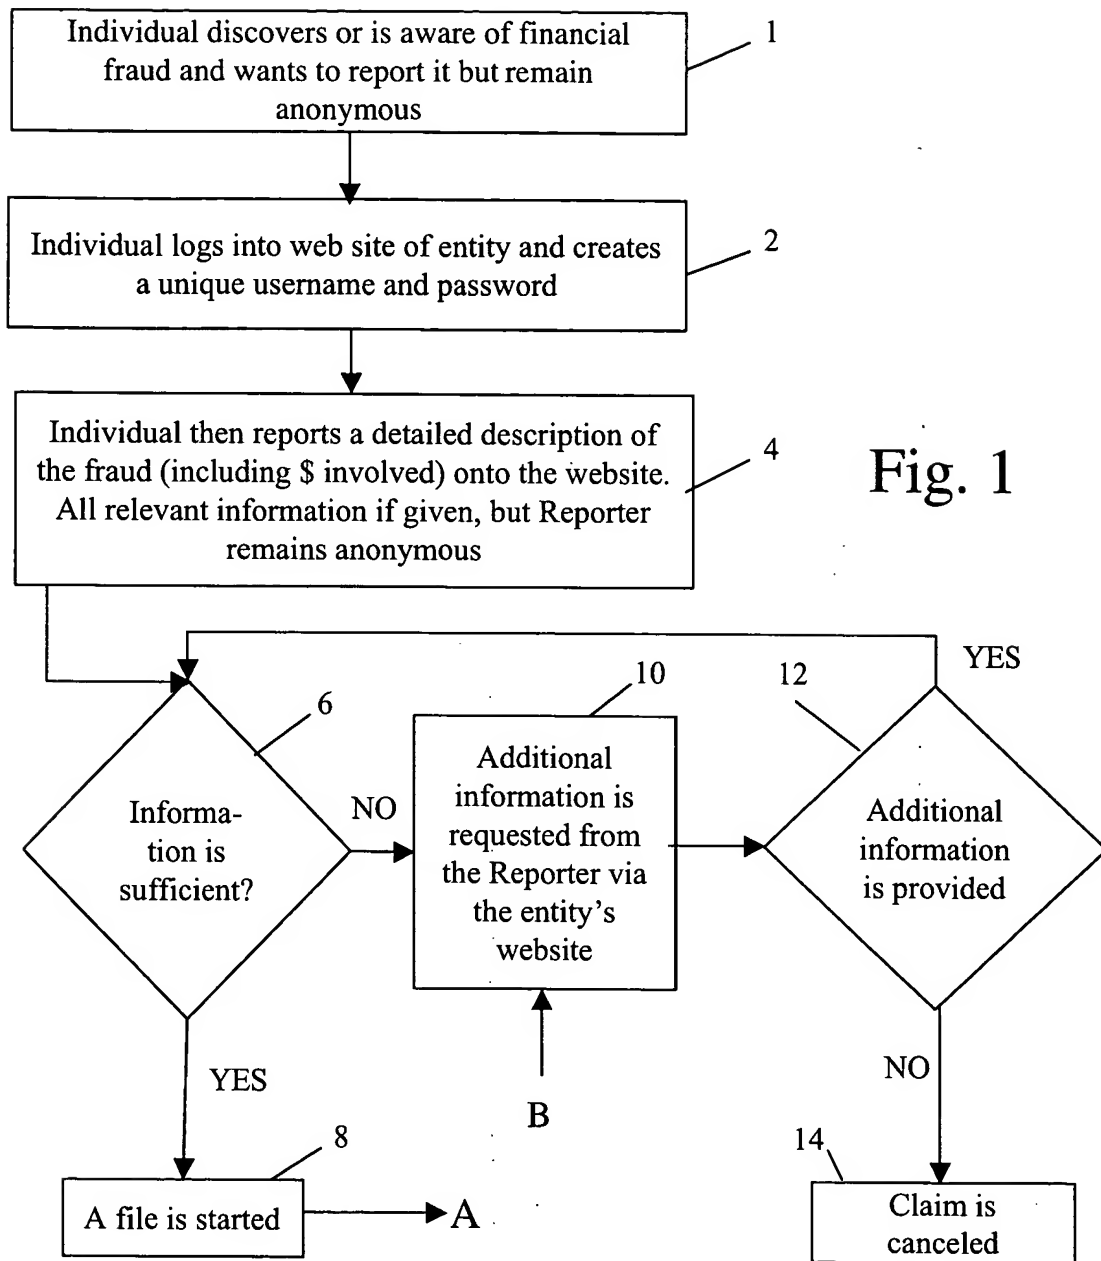 Individual discovers or is aware of financial
fraud and wants to report it but remain
anonymous
1
Individual logs into web site of entity and creates
a unique username and password
2
Individual then reports a detailed description of
the fraud (including $ involved) onto the website.
All relevant information if given, but Reporter
remains anonymous
4
Fig. 1
YES
6
10
12
Informa-
tion is
sufficient?
NO
Additional
information is
requested from
the Reporter via
the entity's
website
Additional
information
is provided
YES
B
NO
8
14
A file is started
A
Claim is
canceled